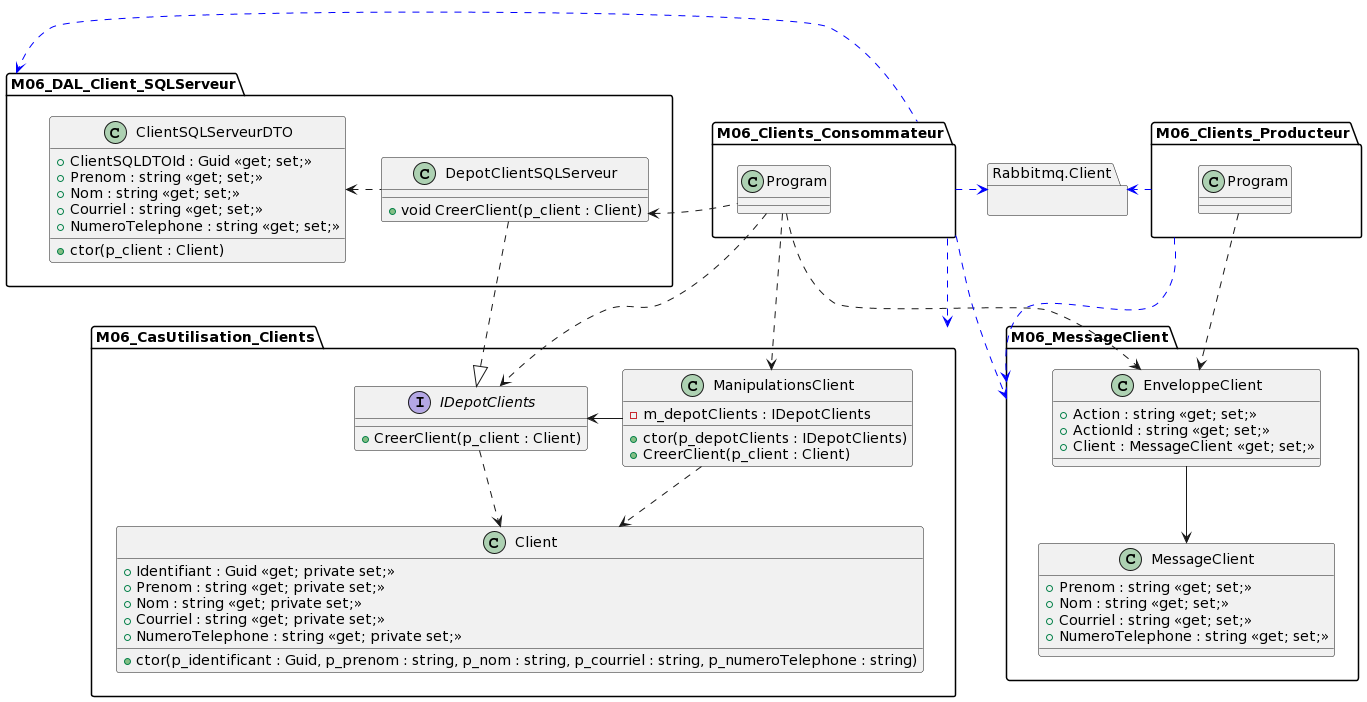 M06_DAL_Client_SQLServeur
C ClientSQLServeurDTO
ClientSQLDTOId : Guid «get; set;»
Prenom : string «get; set;»
Nom : string «get; set;»
Courriel : string «get; set;»
NumeroTelephone : string «get; set;»
ctor(p_client : Client)
C DepotClientSQLServeur
void CreerClient(p_client : Client)
M06_Clients_Consommateur
C Program
Rabbitmq.Client
M06_Clients_Producteur
C Program
M06_CasUtilisation_Clients
I IDepotClients
CreerClient(p_client : Client)
C ManipulationsClient
m_depotClients : IDepotClients
ctor(p_depotClients : IDepotClients)
CreerClient(p_client : Client)
C Client
Identifiant : Guid «get; private set;»
Prenom : string «get; private set;»
Nom : string «get; private set;»
Courriel : string «get; private set;»
NumeroTelephone : string «get; private set;»
ctor(p_identificant : Guid, p_prenom : string, p_nom : string, p_courriel : string, p_numeroTelephone : string)
M06_MessageClient
C EnveloppeClient
Action : string «get; set;»
ActionId : string «get; set;»
Client : MessageClient «get; set;»
C MessageClient
Prenom : string «get; set;»
Nom : string «get; set;»
Courriel : string «get; set;»
NumeroTelephone : string «get; set;»